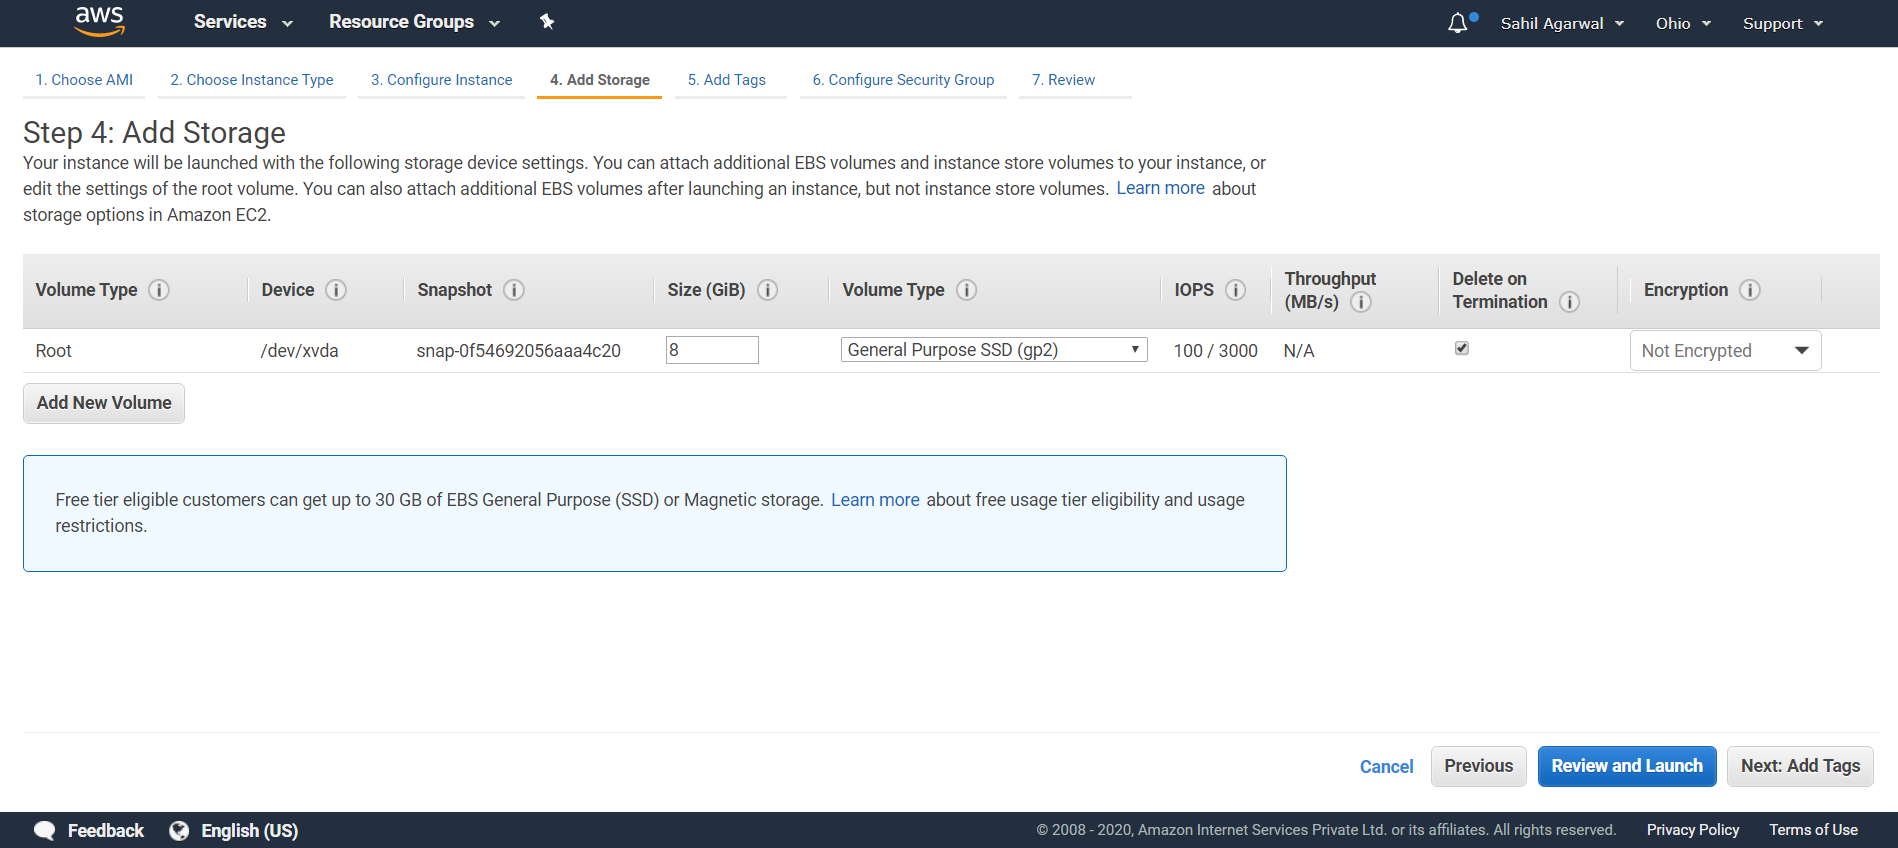 aws
Services
Resource Groups
Sahil Agarwal
Ohio
Support
1. Choose AMI
2. Choose Instance Type
3. Configure Instance
4. Add Storage
5. Add Tags
6. Configure Security Group
7. Review
Step 4: Add Storage
Your instance will be launched with the following storage device settings. You can attach additional EBS volumes and instance store volumes to your instance, or
edit the settings of the root volume. You can also attach additional EBS volumes after launching an instance, but not instance store volumes. Learn more about
storage options in Amazon EC2.
Volume Type
Device
Snapshot
Size (GiB)
Volume Type
IOPS
Throughput
(MB/s)
Delete on
Termination
Encryption
Root
/dev/xvda
snap-0f54692056aaa4c20
8
General Purpose SSD (gp2)
100 / 3000
N/A
Not Encrypted
Add New Volume
Free tier eligible customers can get up to 30 GB of EBS General Purpose (SSD) or Magnetic storage. Learn more about free usage tier eligibility and usage
restrictions.
Cancel
Previous
Review and Launch
Next: Add Tags
Feedback
English (US)
© 2008 - 2020, Amazon Internet Services Private Ltd. or its affiliates. All rights reserved.
Privacy Policy
Terms of Use